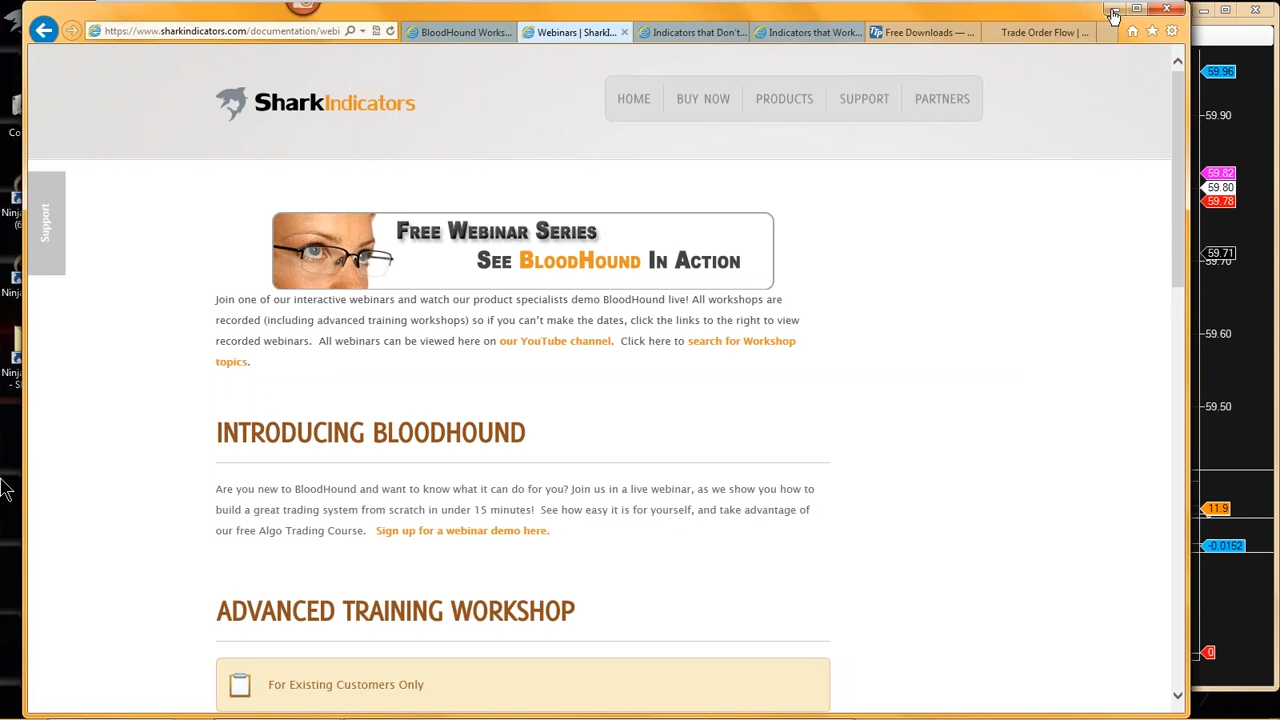 https://www.sharkindicators.com/documentation/webi
BloodHound Works...
Webinars | SharkI...
Indicators that Don't...
Indicators that Work...
Free Downloads — ...
Trade Order Flow | ...
SharkIndicators
HOME
BUY NOW
PRODUCTS
SUPPORT
PARTNERS
Support
FREE WEBINAR SERIES
SEE BLOODHOUND IN ACTION
Join one of our interactive webinars and watch our product specialists demo BloodHound live! All workshops are
recorded (including advanced training workshops) so if you can't make the dates, click the links to the right to view
recorded webinars. All webinars can be viewed here on our YouTube channel. Click here to search for Workshop
topics.
INTRODUCING BLOODHOUND
Are you new to BloodHound and want to know what it can do for you? Join us in a live webinar, as we show you how to
build a great trading system from scratch in under 15 minutes! See how easy it is for yourself, and take advantage of
our free Algo Trading Course. Sign up for a webinar demo here.
ADVANCED TRAINING WORKSHOP
For Existing Customers Only
Co
Ninja
(6
Ninja
Ninja
- S
59.96
59.90
59.82
59.80
59.78
59.71
59.60
59.50
11.9
-0.0152
0